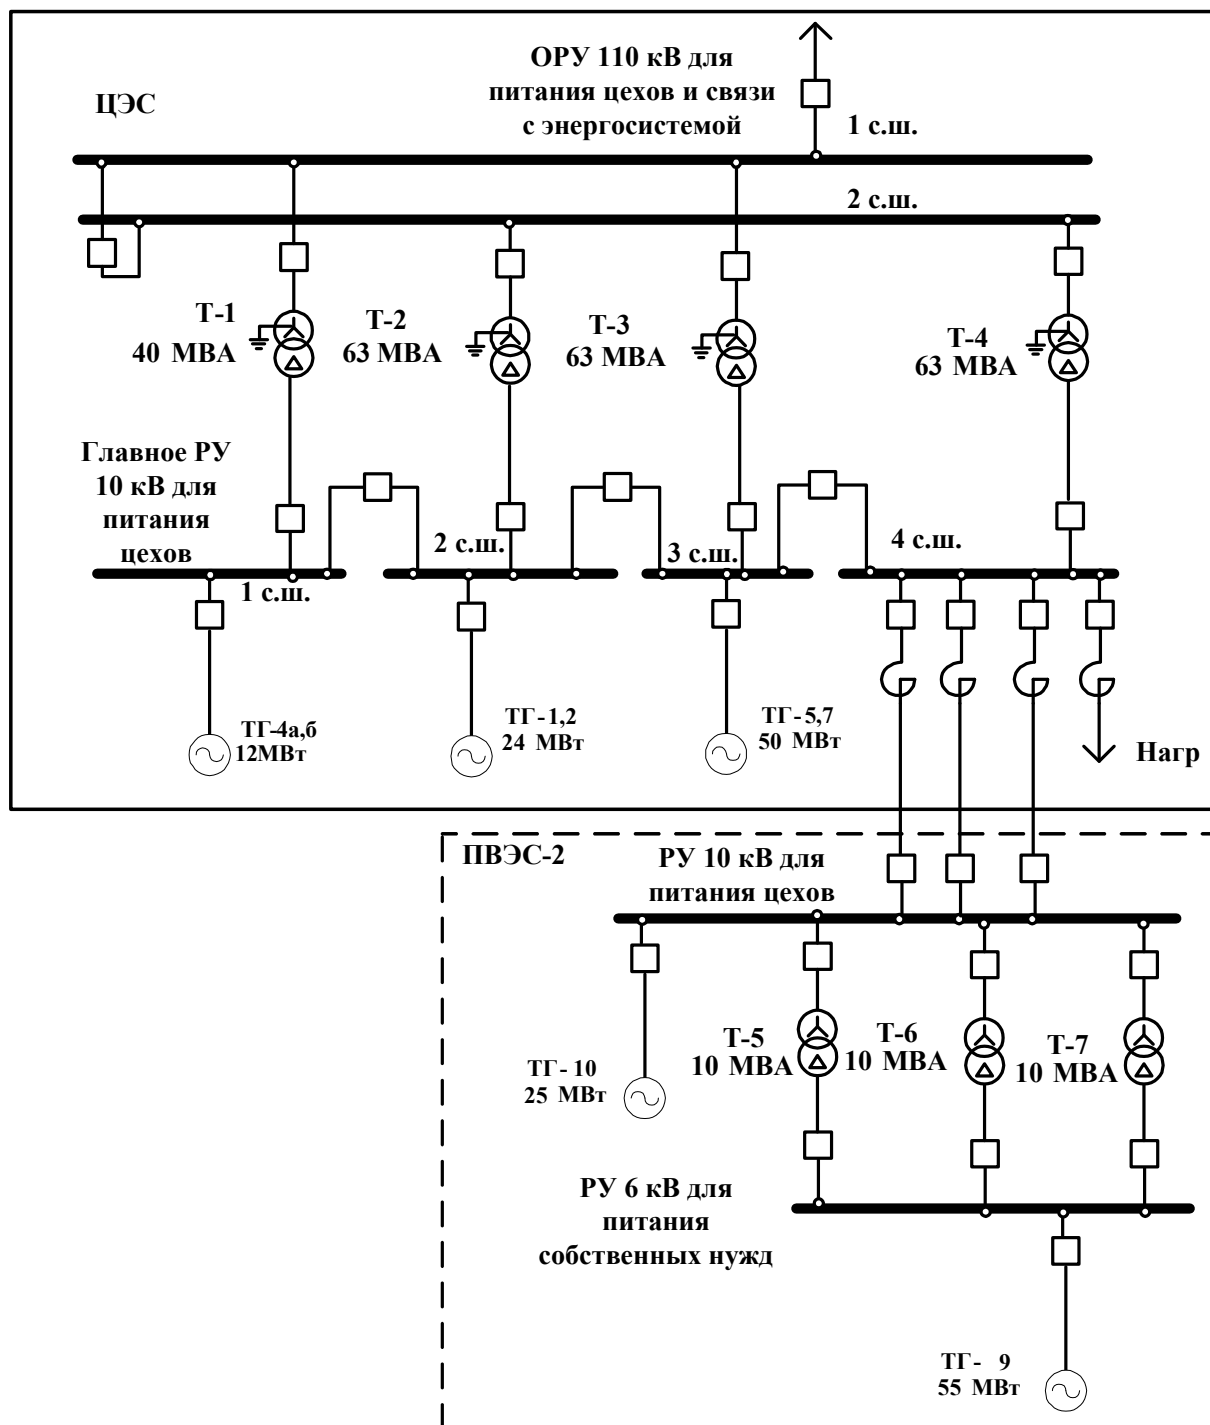 ОРУ 110 кВ для
питания цехов и связи
с энергосистемой
ЦЭС
1 с.ш.
2 с.ш.
Т-1
40 МВА
Т-2
63 МВА
Т-3
63 МВА
Т-4
63 МВА
Главное РУ
10 кВ для
питания
цехов
1 с.ш.
2 с.ш.
3 с.ш.
4 с.ш.
ТГ-4а,б
12МВт
ТГ-1,2
24 МВт
ТГ-5,7
50 МВт
Нагр
ПВЭС-2
РУ 10 кВ для
питания цехов
Т-5
10 МВА
Т-6
10 МВА
Т-7
10 МВА
ТГ-10
25 МВт
РУ 6 кВ для
питания
собственных нужд
ТГ- 9
55 МВт